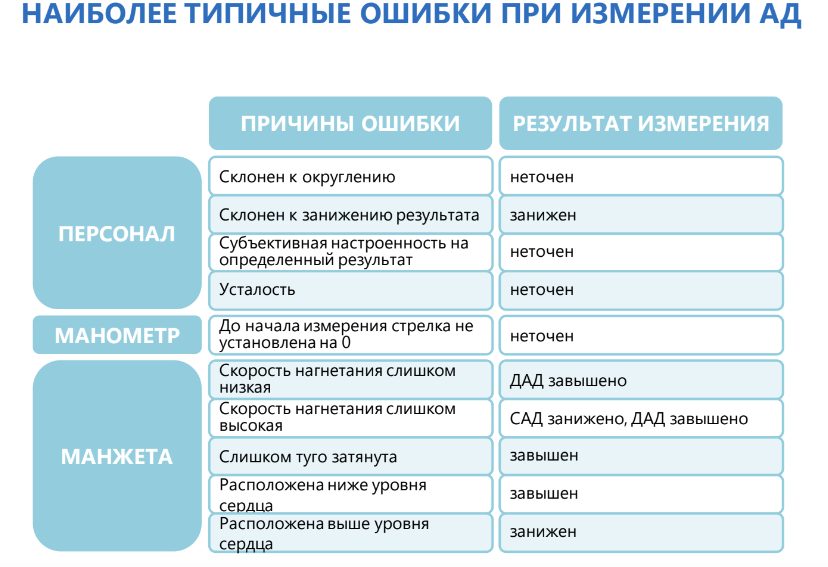 НАИБОЛЕЕ ТИПИЧНЫЕ ОШИБКИ ПРИ ИЗМЕРЕНИИ АД
ПРИЧИНЫ ОШИБКИ
РЕЗУЛЬТАТ ИЗМЕРЕНИЯ
ПЕРСОНАЛ
Склонен к округлению
неточен
Склонен к занижению результата
занижен
Субъективная настроенность на
определенный результат
неточен
Усталость
неточен
МАНОМЕТР
До начала измерения стрелка не
установлена на 0
неточен
МАНЖЕТА
Скорость нагнетания слишком
низкая
ДАД завышено
Скорость нагнетания слишком
высокая
САД занижено, ДАД завышено
Слишком туго затянута
завышен
Расположена ниже уровня
сердца
завышен
Расположена выше уровня
сердца
занижен